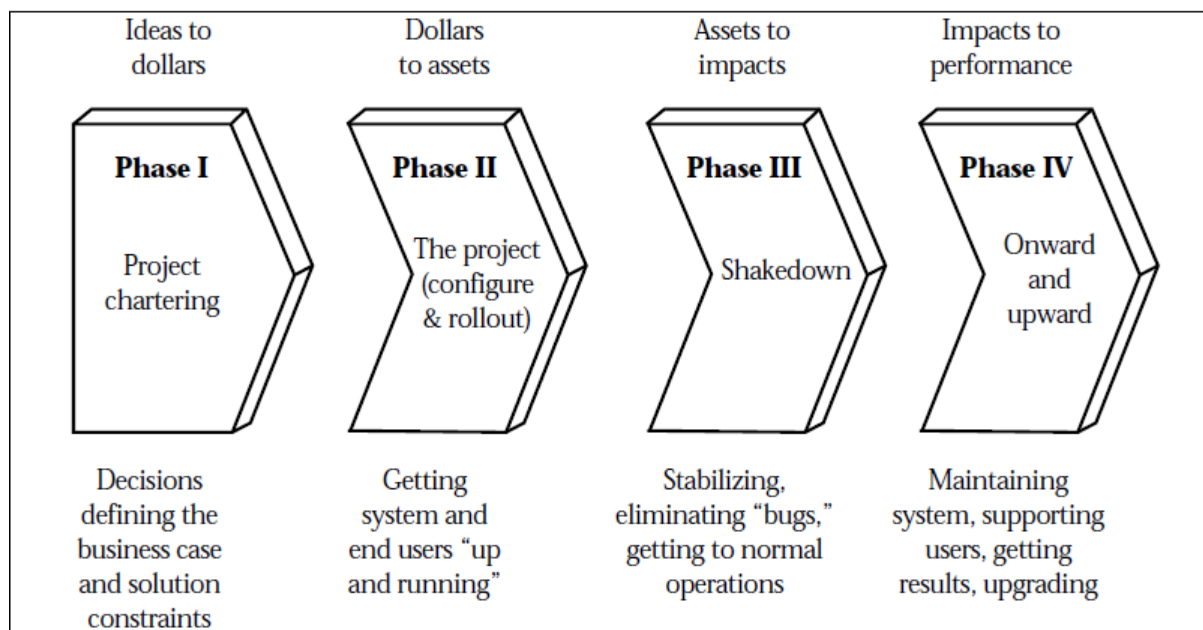 Ideas to
dollars
Dollars
to assets
Assets to
impacts
Impacts to
performance
Phase I
Project
chartering
Phase II
The project
(configure
& rollout)
Phase III
Shakedown
Phase IV
Onward
and
upward
Decisions
defining the
business case
and solution
constraints
Getting
system and
end users “up
and running”
Stabilizing,
eliminating “bugs,”
getting to normal
operations
Maintaining
system, supporting
users, getting
results, upgrading